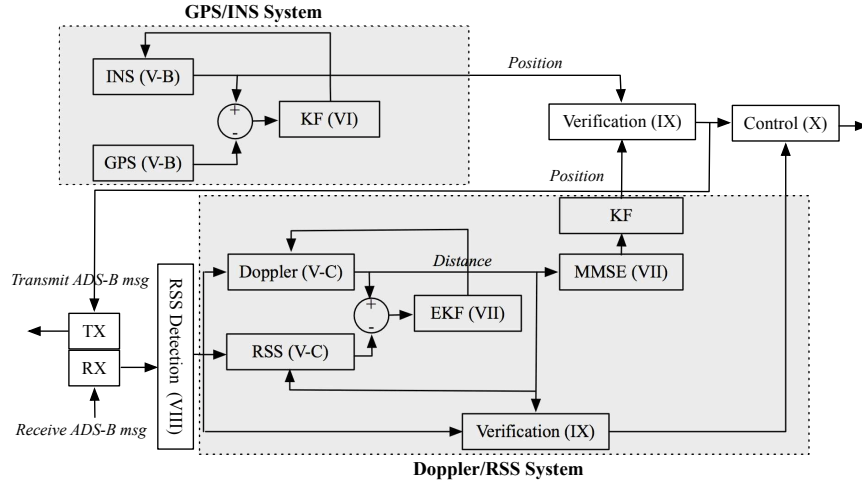 GPS/INS System
INS (V-B)
Position
+
-
KF (VI)
Verification (IX)
Control (X)
GPS (V-B)
Position
KF
Transmit ADS-B msg
RSS Detection (VIII)
Doppler (V-C)
Distance
MMSE (VII)
+
-
EKF (VII)
TX
RX
RSS (V-C)
Receive ADS-B msg
Verification (IX)
Doppler/RSS System